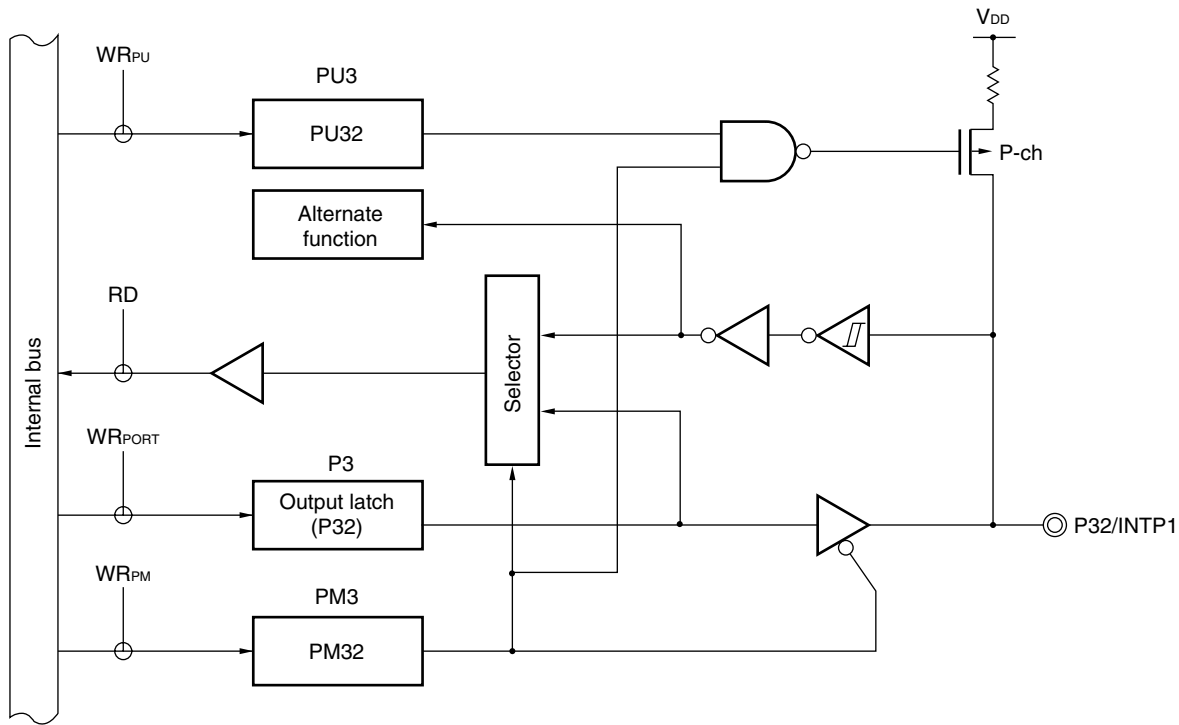 VDD
WRPU
PU3
PU32
P-ch
Alternate
function
RD
Selector
Internal bus
WRPORT
P3
Output latch
(P32)
P32/INTP1
WRPM
PM3
PM32